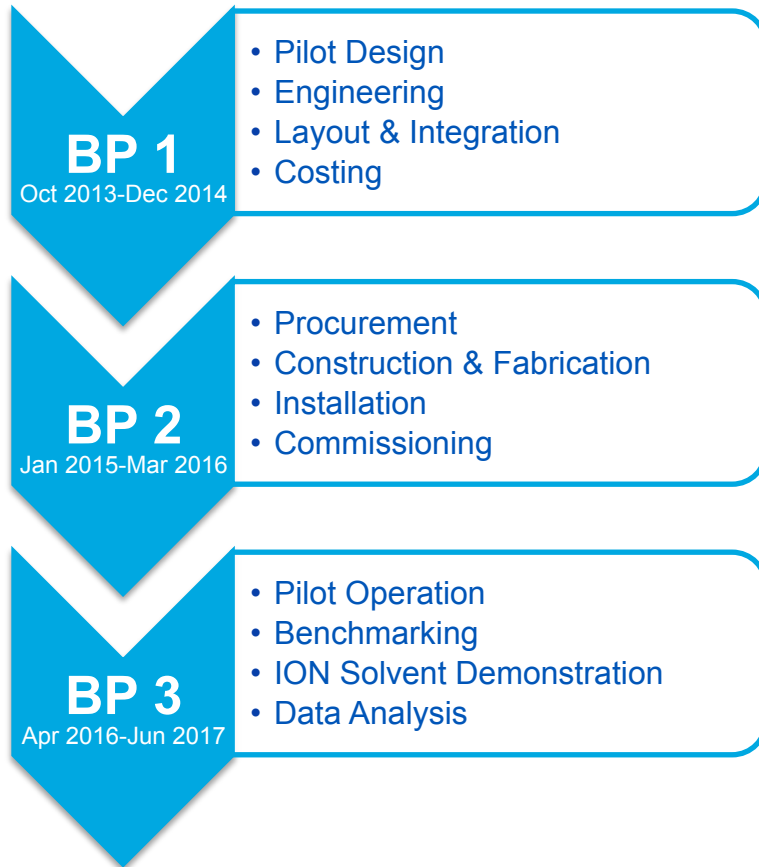 BP 1
Oct 2013-Dec 2014
• Pilot Design
• Engineering
• Layout & Integration
• Costing
BP 2
Jan 2015-Mar 2016
• Procurement
• Construction & Fabrication
• Installation
• Commissioning
BP 3
Apr 2016-Jun 2017
• Pilot Operation
• Benchmarking
• ION Solvent Demonstration
• Data Analysis